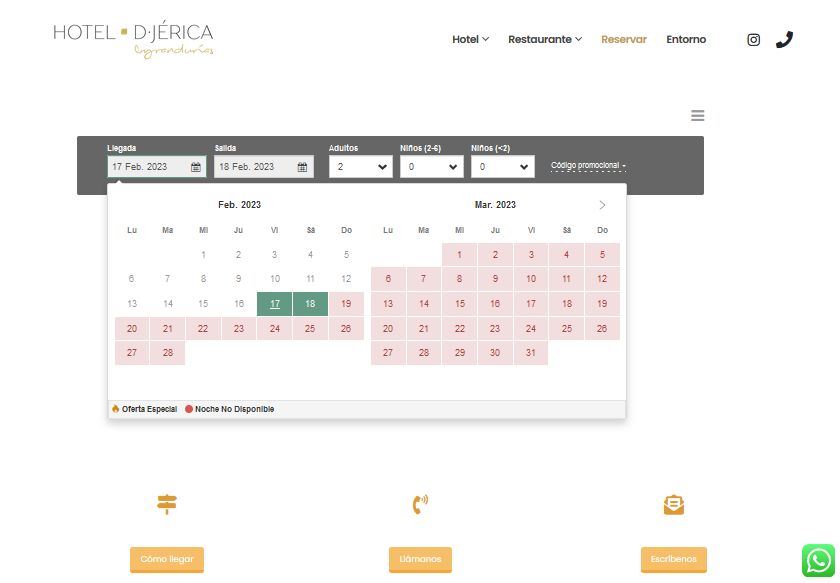 HOTEL ▪ D·JÉRICA
bygrandurías
Hotel Restaurante Reservar Entorno
Llegada Salida Adultos Niños (2-6) Niños (<2)
17 Feb. 2023 18 Feb. 2023 2 0 0 Código promocional
Feb. 2023 Mar. 2023
Lu Ma Mi Ju Vi Sá Do Lu Ma Mi Ju Vi Sá Do
1 2 3 4 5 1 2 3 4 5
6 7 8 9 10 11 12 6 7 8 9 10 11 12
13 14 15 16 17 18 19 13 14 15 16 17 18 19
20 21 22 23 24 25 26 20 21 22 23 24 25 26
27 28 27 28 29 30 31
Oferta Especial Noche No Disponible
Cómo llegar Llámanos Escríbenos